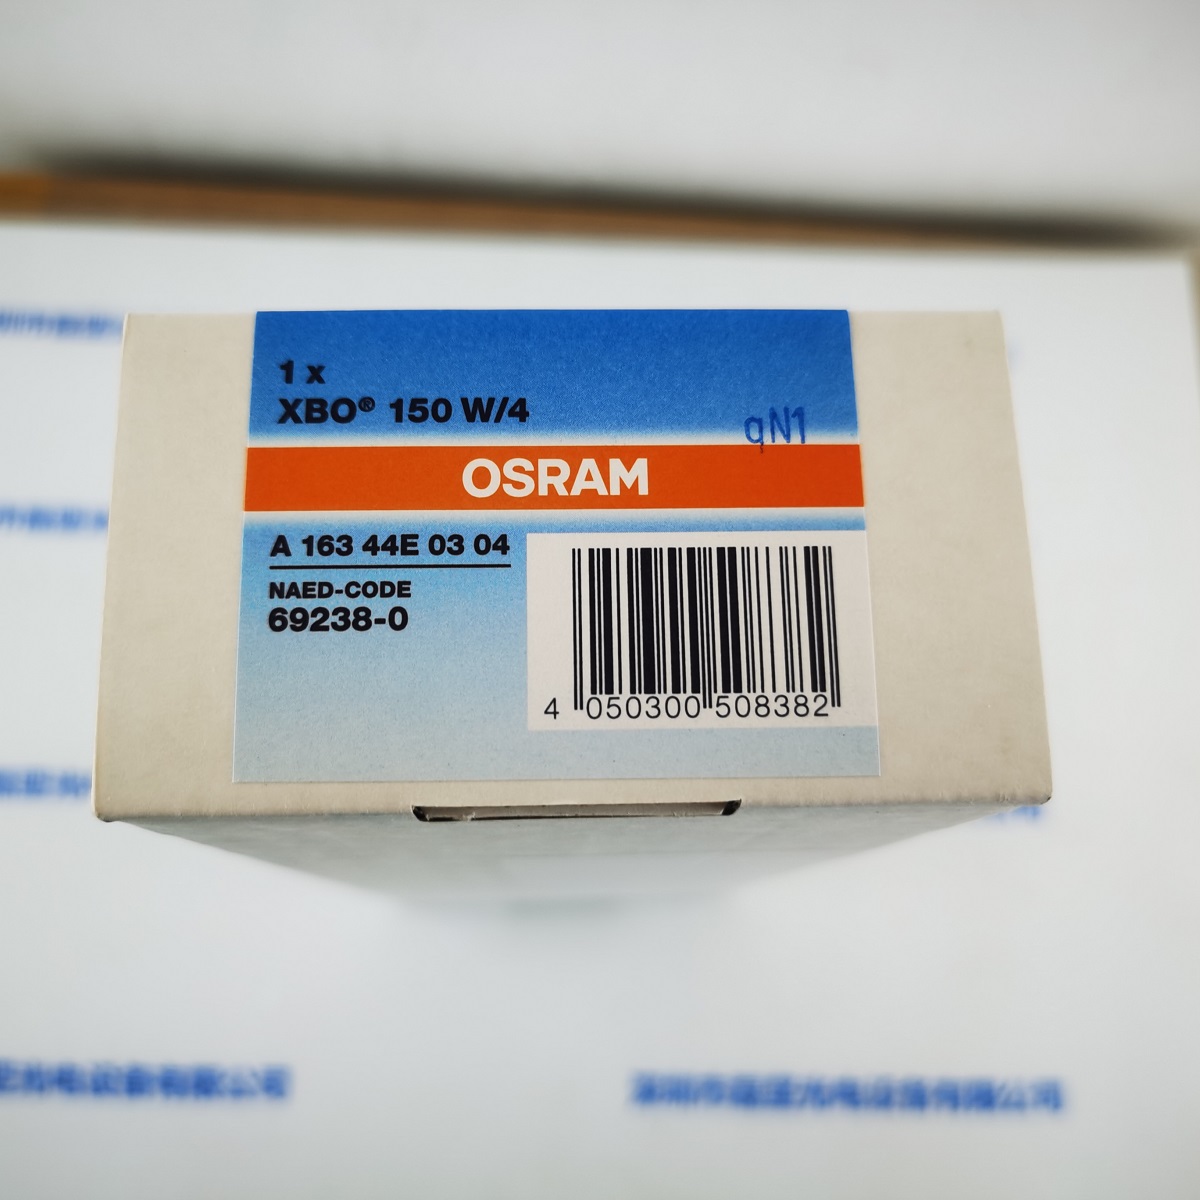 1 x
XBO® 150 W/4
qN1
OSRAM
A 163 44E 03 04
NAED-CODE
69238-0
4 050300 508382